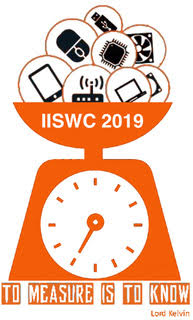 IISWC 2019
TO MEASURE IS TO KNOW
Lord Kelvin